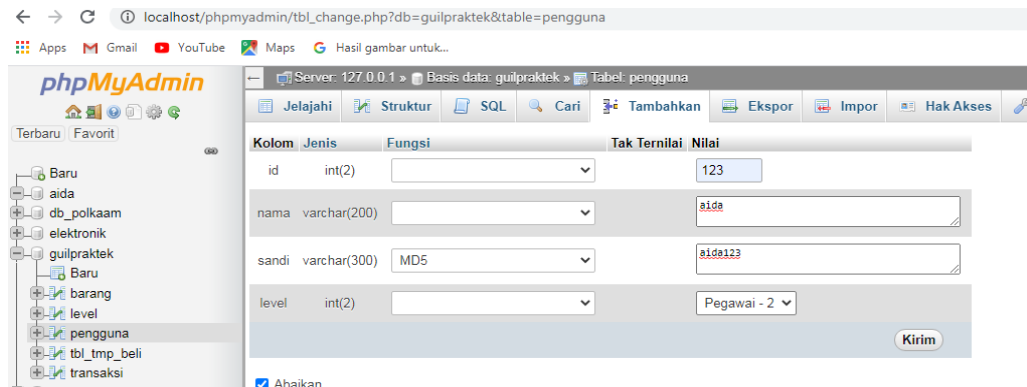 localhost/phpmyadmin/tbl_change.php?db=guilpraktek&table=pengguna
Apps Gmail YouTube Maps Hasil gambar untuk...
phpMyAdmin
Terbaru Favorit
Baru
aida
db_polkaam
elektronik
guilpraktek
Baru
barang
level
pengguna
tbl_tmp_beli
transaksi
Server: 127.0.0.1 » Basis data: guilpraktek » Tabel: pengguna
Jelajahi Struktur SQL Cari Tambahkan Ekspor Impor Hak Akses
Kolom Jenis Fungsi Tak Ternilai Nilai
id int(2) 123
nama varchar(200) aida
sandi varchar(300) MD5 aida123
level int(2) Pegawai - 2
Kirim
Abaikan